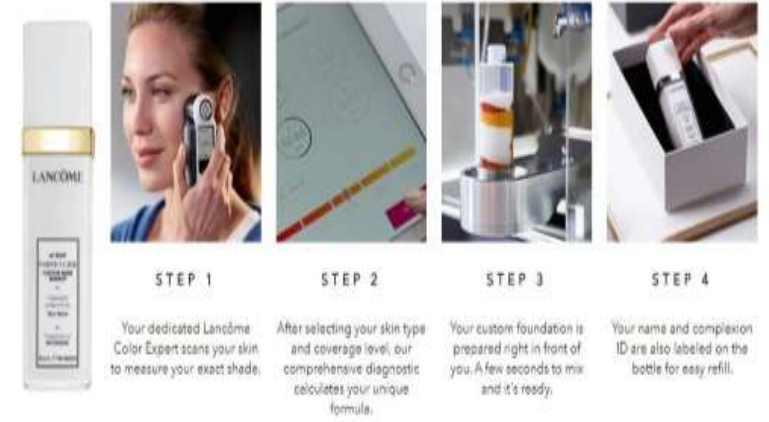 LANCÔME
STEP 1
Your dedicated Lancôme
Color Expert scans your skin
to measure your exact shade.
STEP 2
After selecting your skin type
and coverage level, our
comprehensive diagnostic
calculates your unique
formula.
STEP 3
Your custom foundation is
prepared right in front of
you. A few seconds to mix
and it's ready.
STEP 4
Your name and complexion
ID are also labeled on the
bottle for easy refill.